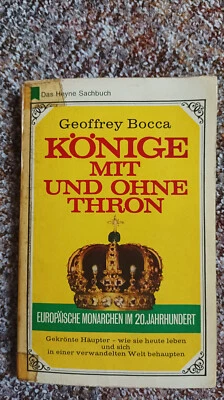 Das Heyne Sachbuch
Geoffrey Bocca
KÖNIGE
MIT
UND OHNE
THRON
EUROPÄISCHE MONARCHEN IM 20. JAHRHUNDERT
Gekrönte Häupter – wie sie heute leben
und sich
in einer verwandelten Welt behaupten